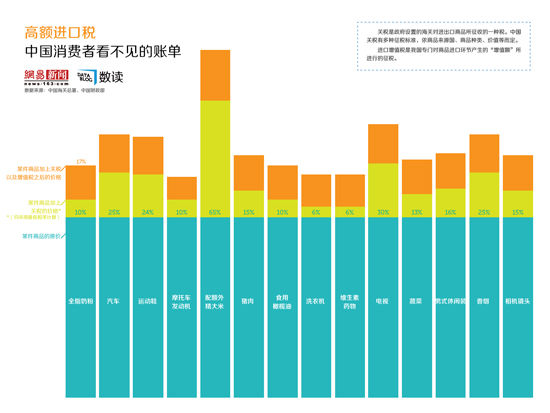 高额进口税
中国消费者看不见的账单
網易 新闻
news.163.com
DATA BLOG 数读
数据来源：中国海关总署、中国财政部
关税是政府设置的海关对进出口商品所征收的一种税。中国
关税有多种征税标准，依商品来源国、商品种类、价值等而定。
进口增值税是我国专门对商品进口环节产生的“增值额”所
进行的征税。
某件商品加上关税
以及增值税之后的价格
17%
某件商品加上
关税的价格*
某件商品的原价
10% 25% 24% 10% 65% 15% 10% 6% 6% 30% 13% 16% 25% 15%
全脂奶粉
汽车
运动鞋
摩托车
发动机
配额外
精大米
猪肉
食用
橄榄油
洗衣机
维生素
药物
电视
蔬菜
男式休闲装
香烟
相机镜头